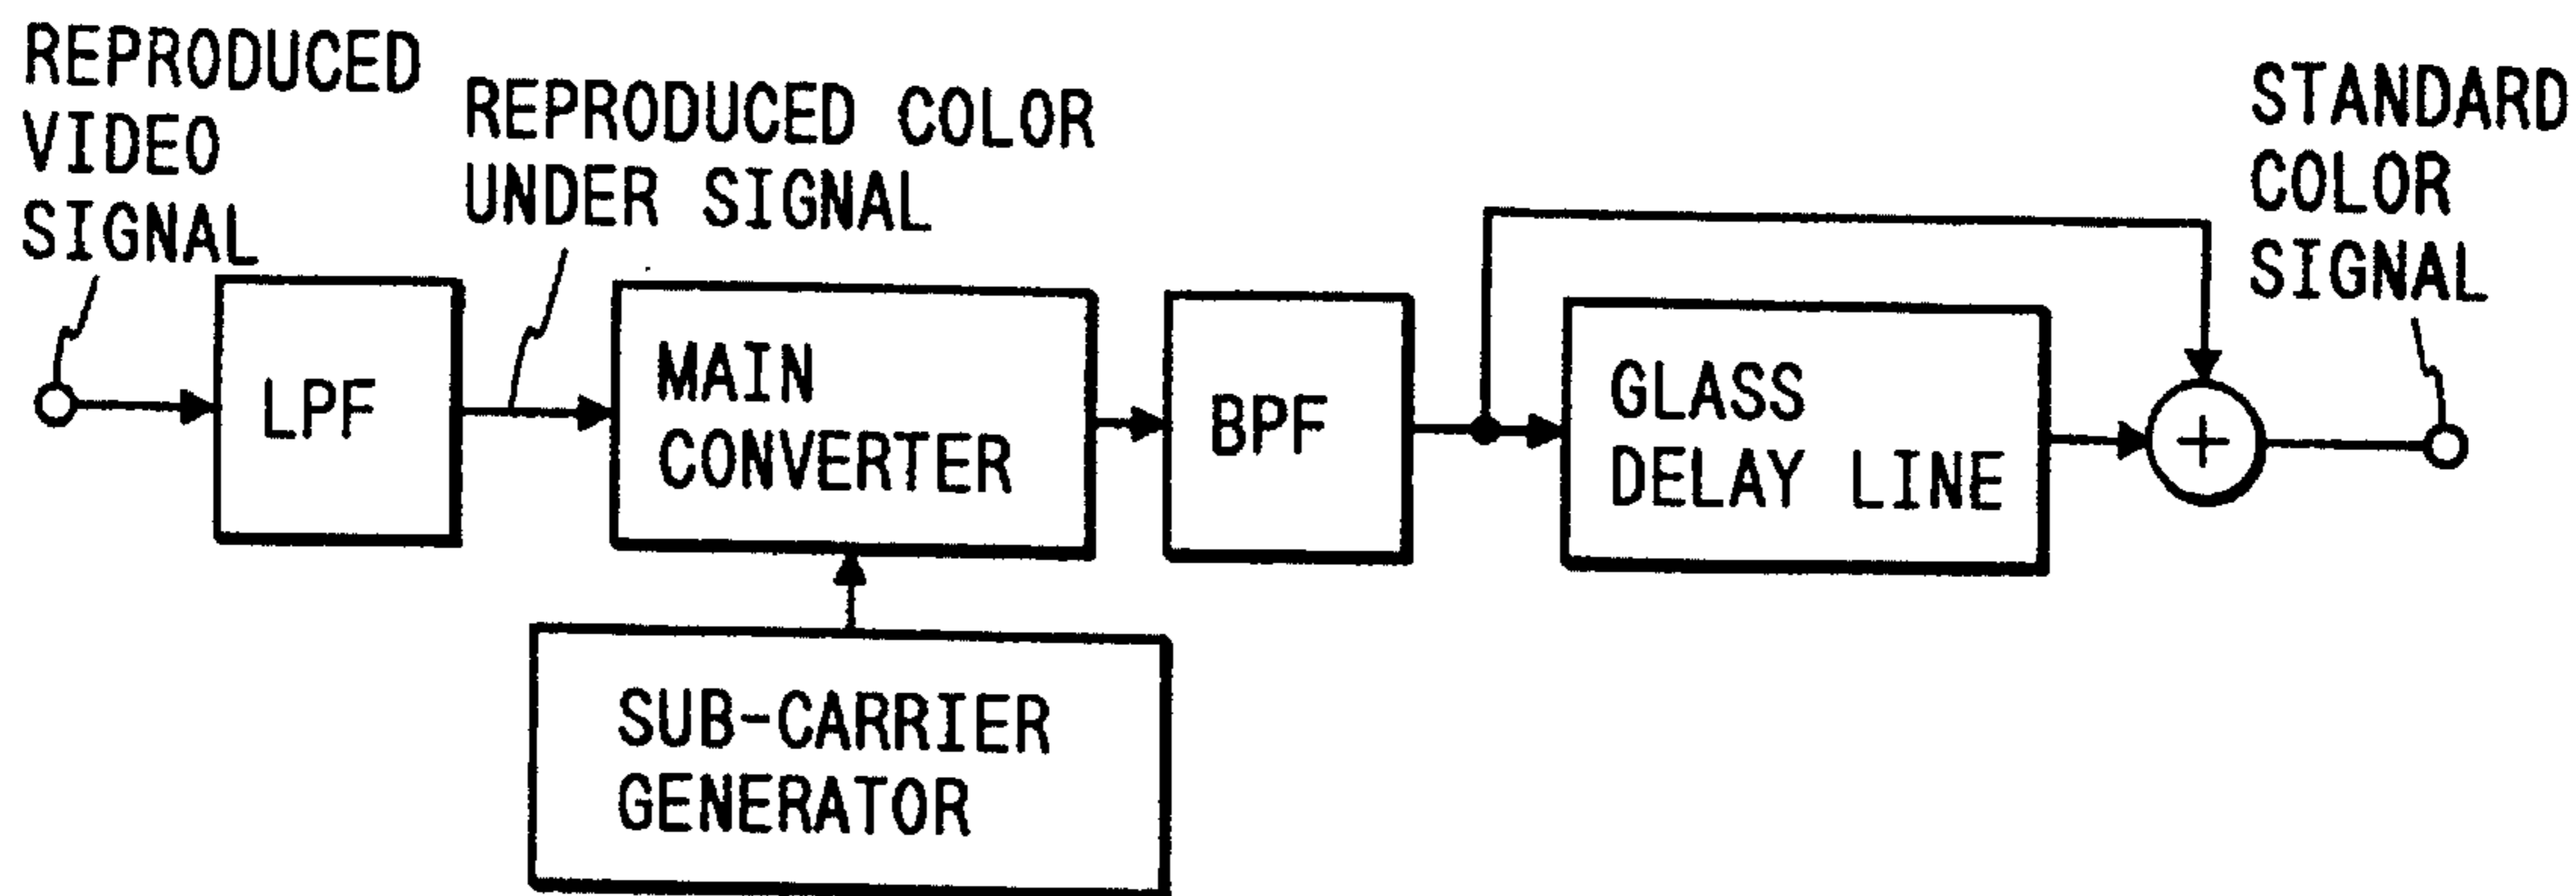 REPRODUCED
VIDEO
SIGNAL
REPRODUCED COLOR
UNDER SIGNAL
STANDARD
COLOR
SIGNAL
LPF
MAIN
CONVERTER
BPF
GLASS
DELAY LINE
+
SUB-CARRIER
GENERATOR